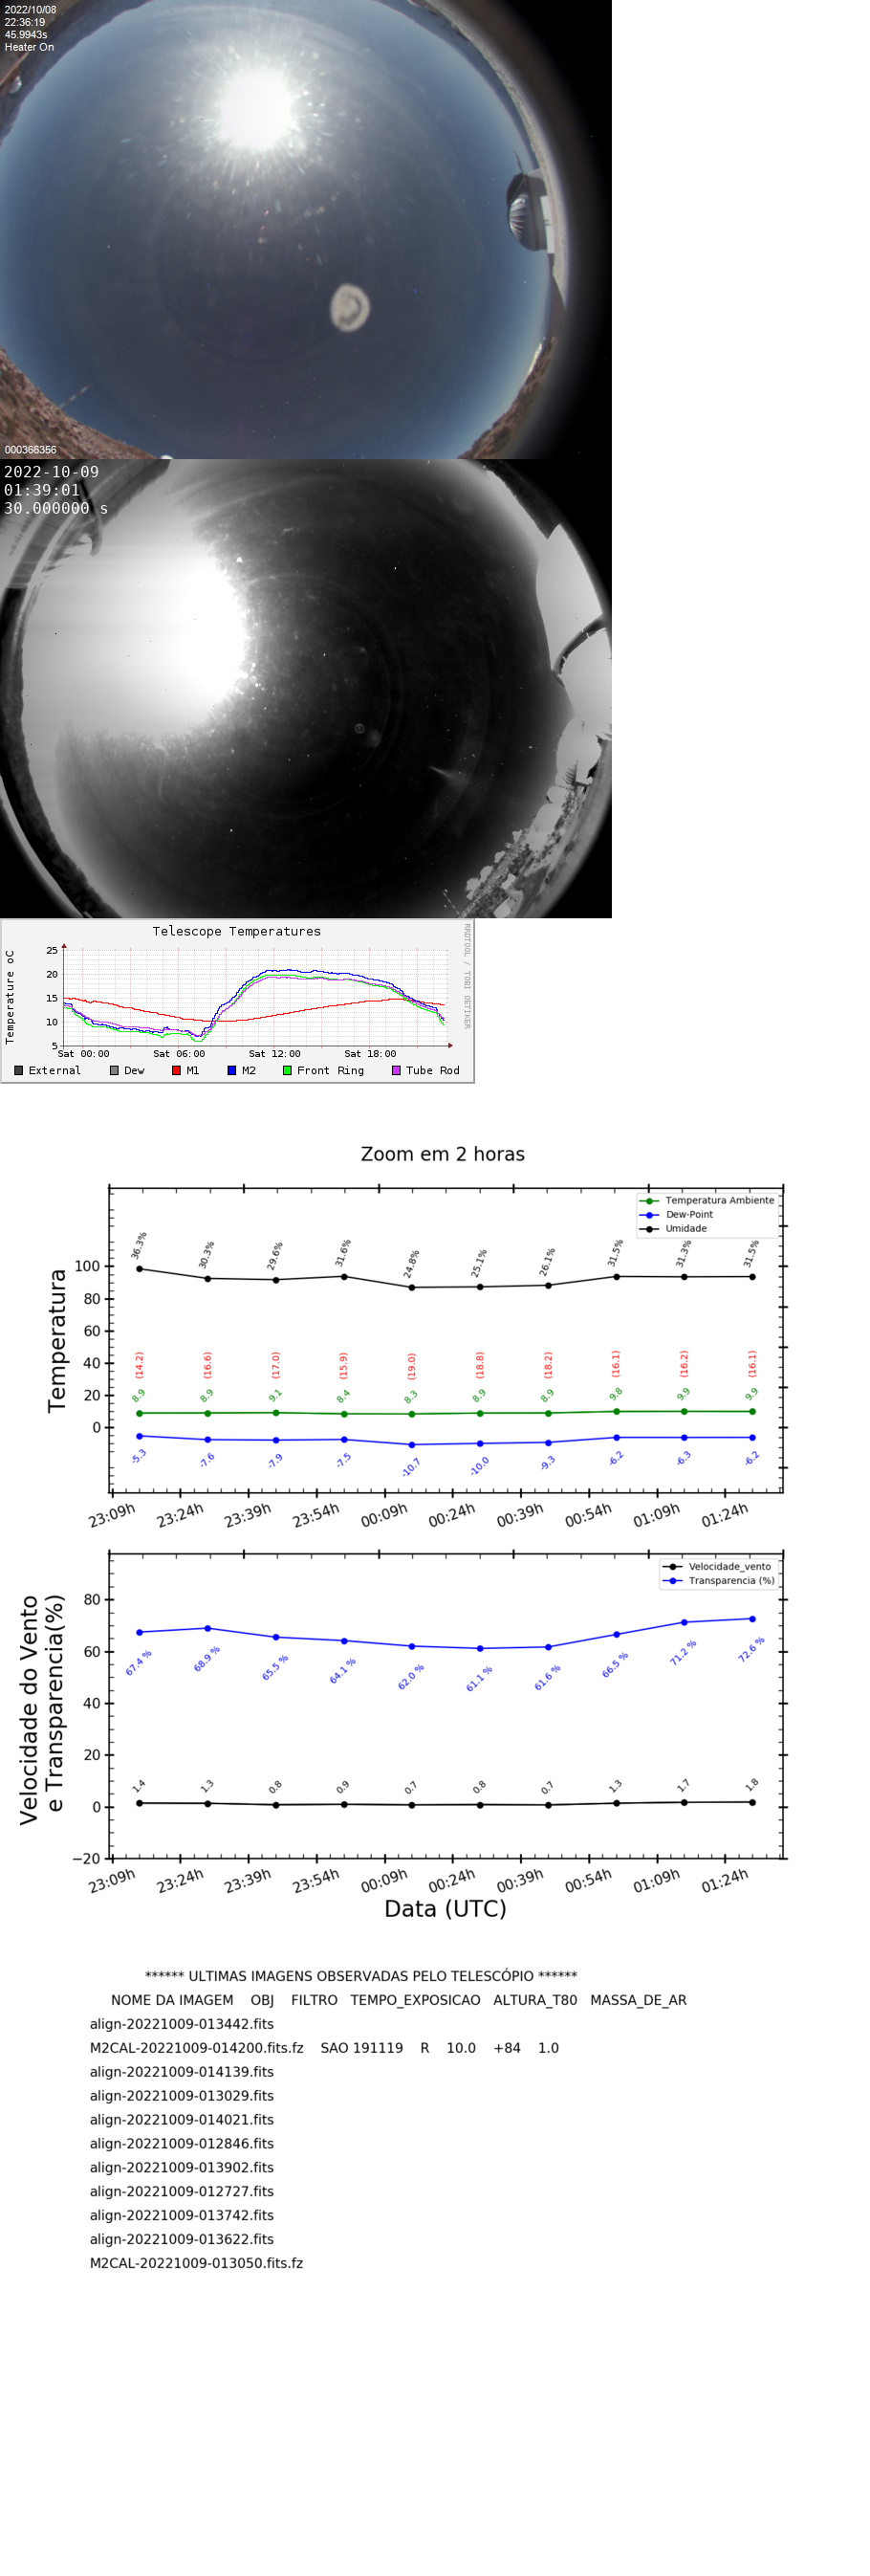 2022/10/08
22:36:19
45.9943s
Heater On
000366356
2022-10-09
01:39:01
30.000000 s
Telescope Temperatures
RRDTOOL / TOBI OETIKER
Temperature oC
25
20
15
10
5
Sat 00:00 Sat 06:00 Sat 12:00 Sat 18:00
External Dew M1 M2 Front Ring Tube Rod
Zoom em 2 horas
Temperatura Ambiente
Dew-Point
Umidade
Temperatura
100
80
60
40
20
0
36.3% 30.3% 29.6% 31.6% 24.8% 25.1% 26.1% 31.5% 31.3% 31.5%
(14.2) (16.6) (17.0) (15.9) (19.0) (18.8) (18.2) (16.1) (16.2) (16.1)
8.9 8.9 9.1 8.4 8.3 8.9 8.9 9.8 9.9 9.9
-5.3 -7.6 -7.9 -7.5 -10.7 -10.0 -9.3 -6.2 -6.3 -6.2
23:09h 23:24h 23:39h 23:54h 00:09h 00:24h 00:39h 00:54h 01:09h 01:24h
Velocidade_vento
Transparencia (%)
Velocidade do Vento
e Transparencia(%)
80
60
40
20
0
−20
67.4 % 68.9 % 65.5 % 64.1 % 62.0 % 61.1 % 61.6 % 66.5 % 71.2 % 72.6 %
1.4 1.3 0.8 0.9 0.7 0.8 0.7 1.3 1.7 1.8
23:09h 23:24h 23:39h 23:54h 00:09h 00:24h 00:39h 00:54h 01:09h 01:24h
Data (UTC)
****** ULTIMAS IMAGENS OBSERVADAS PELO TELESCÓPIO ******
NOME DA IMAGEM OBJ FILTRO TEMPO_EXPOSICAO ALTURA_T80 MASSA_DE_AR
align-20221009-013442.fits
M2CAL-20221009-014200.fits.fz SAO 191119 R 10.0 +84 1.0
align-20221009-014139.fits
align-20221009-013029.fits
align-20221009-014021.fits
align-20221009-012846.fits
align-20221009-013902.fits
align-20221009-012727.fits
align-20221009-013742.fits
align-20221009-013622.fits
M2CAL-20221009-013050.fits.fz